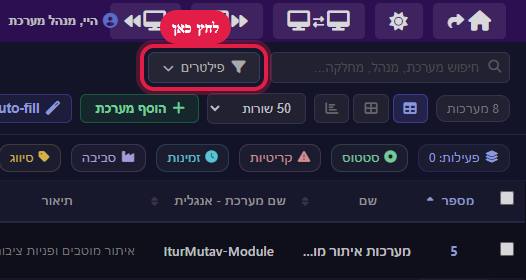 היי, מנהל מערכת
לחץ כאן
חיפוש מערכת, מנהל, מחלקה...
פילטרים
8 מערכות
50 שורות
הוסף מערכת
uto-fill
פעילות: 0
סטטוס
קריטיות
זמינות
סביבה
סיווג
מספר
שם
שם מערכת - אנגלית
תיאור
5
מערכות איתור מו...
IturMutav-Module
איתור מוטבים ופניות ציבו